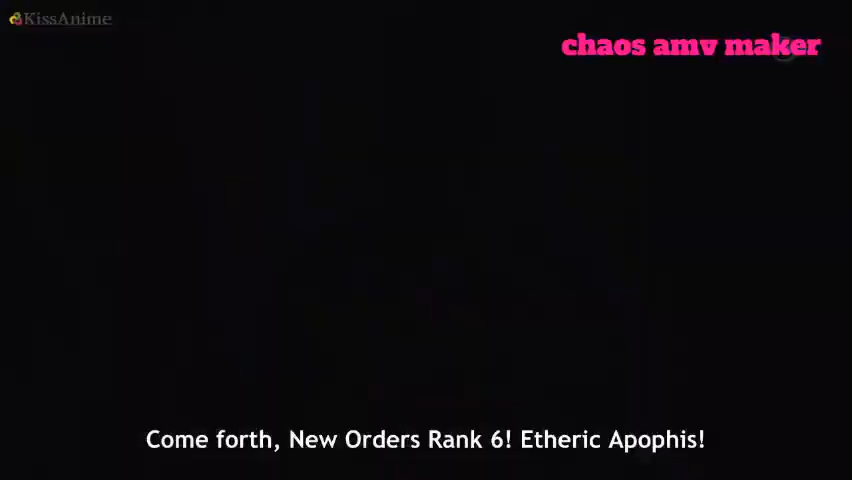 KissAnime
chaos amv maker
Come forth, New Orders Rank 6! Etheric Apophis!